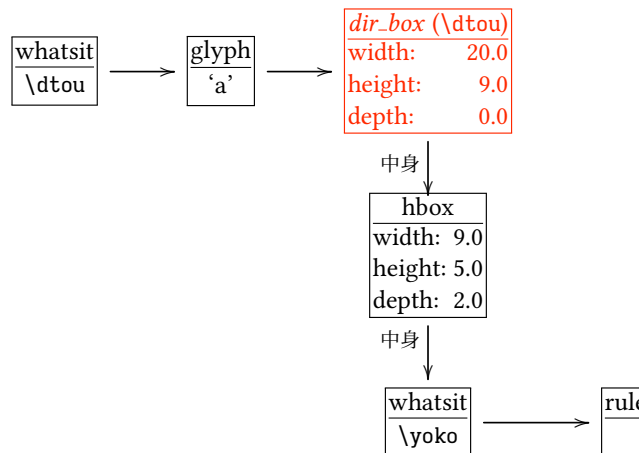 whatsit
\dtou
glyph
‘a’
dir_box (\dtou)
width: 20.0
height: 9.0
depth: 0.0
中身
hbox
width: 9.0
height: 5.0
depth: 2.0
中身
whatsit
\yoko
rule